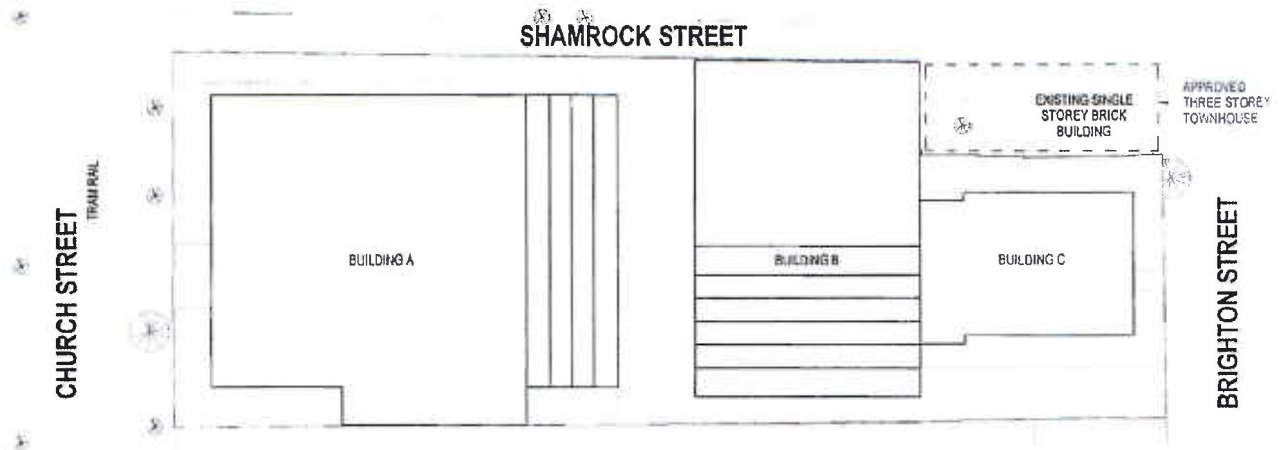 SHAMROCK STREET
EXISTING SINGLE
STOREY BRICK
BUILDING
APPROVED
THREE STOREY
TOWNHOUSE
CHURCH STREET
TRAM RAIL
BUILDING A
BUILDING B
BUILDING C
BRIGHTON STREET